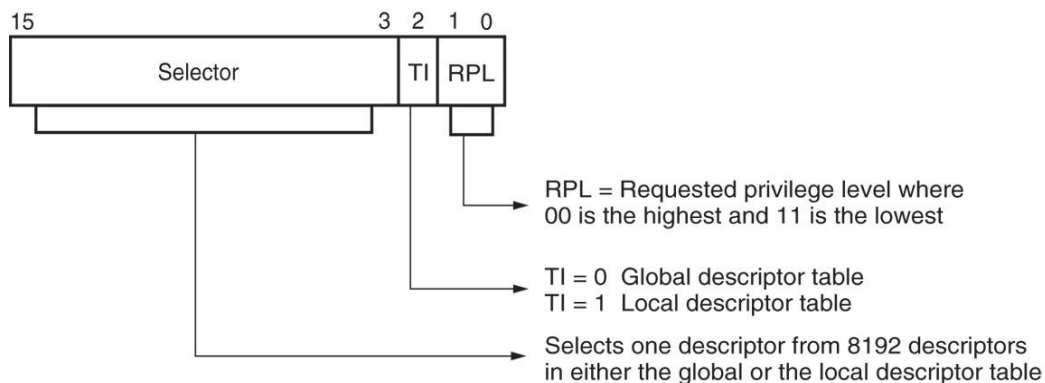 15 3 2 1 0
Selector TI RPL
RPL = Requested privilege level where
00 is the highest and 11 is the lowest
TI = 0 Global descriptor table
TI = 1 Local descriptor table
Selects one descriptor from 8192 descriptors
in either the global or the local descriptor table